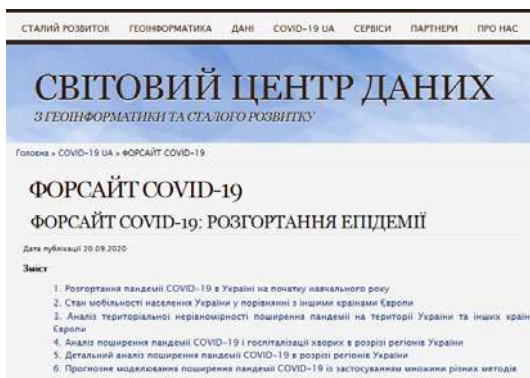 СТАЛИЙ РОЗВИТОК ГЕОІНФОРМАТИКА ДАНІ COVID-19 UA СЕРВІСИ ПАРТНЕРИ ПРО НАС
СВІТОВИЙ ЦЕНТР ДАНИХ
З ГЕОІНФОРМАТИКИ ТА СТАЛОГО РОЗВИТКУ
Головна » COVID-19 UA » ФОРСАЙТ COVID-19
ФОРСАЙТ COVID-19
ФОРСАЙТ COVID-19: РОЗГОРТАННЯ ЕПІДЕМІЇ
Дата публікації 20.09.2020
Зміст
1. Розгортання пандемії COVID-19 в Україні на початку навчального року
2. Стан мобільності населення України у порівнянні з іншими країнами Європи
3. Аналіз територіальної нерівномірності поширення пандемії на території України та інших країн
Європи
4. Аналіз поширення пандемії COVID-19 і госпіталізації хворих в розрізі регіонів України
5. Детальний аналіз поширення пандемії COVID-19 в розрізі регіонів України
6. Прогнозне моделювання поширення пандемії COVID-19 із застосуванням множини різних методів